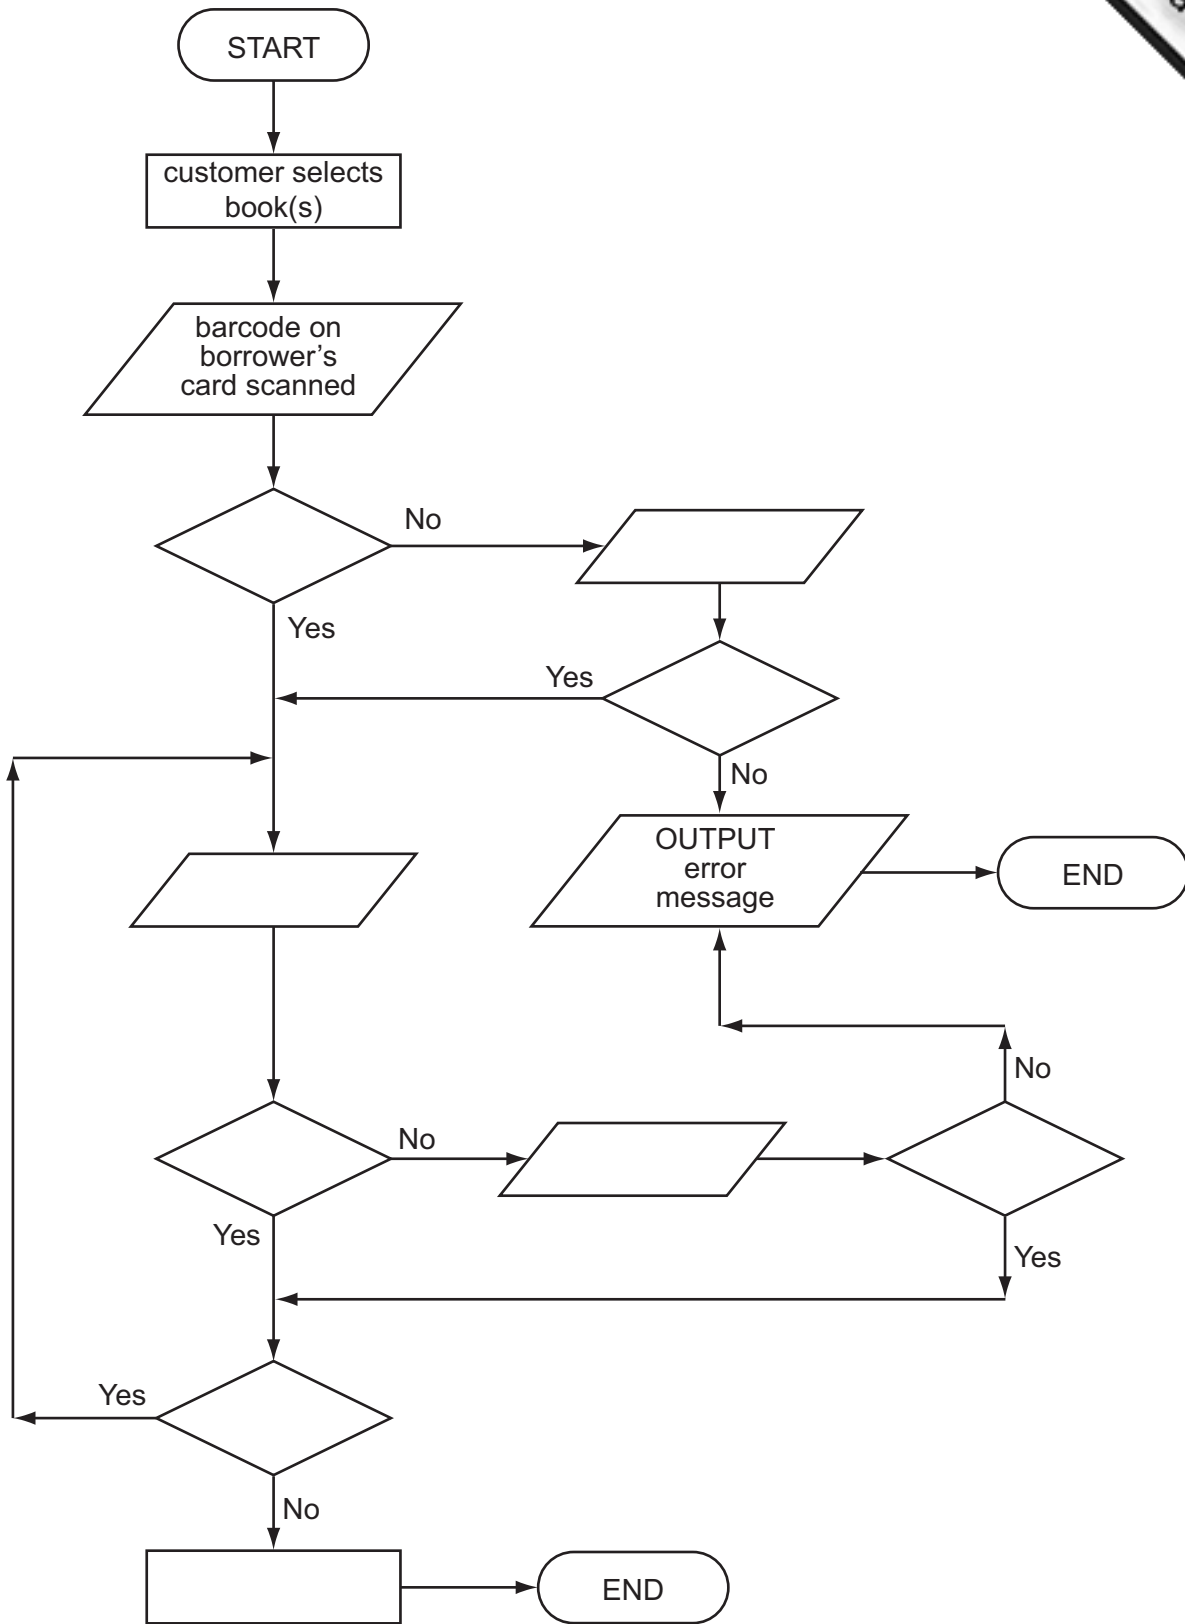 START
customer selects
book(s)
barcode on
borrower’s
card scanned
No
Yes
Yes
No
OUTPUT
error
message
END
No
No
Yes
Yes
Yes
No
END